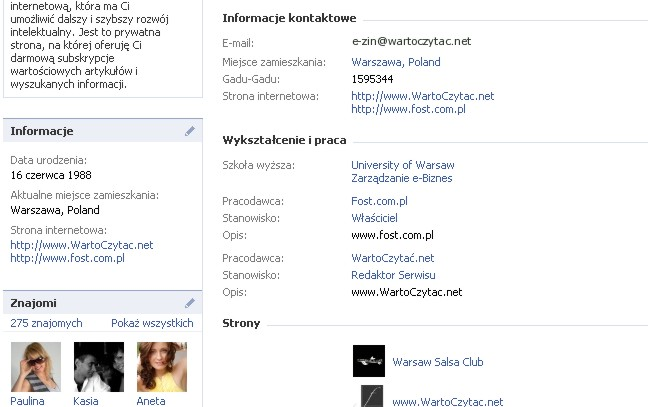 internetową, która ma Ci
umożliwić dalszy i szybszy rozwój
intelektualny. Jest to prywatna
strona, na której oferuję Ci
darmową subskrypcje
wartościowych artykułów i
wyszukanych informacji.
Informacje
Data urodzenia:
16 czerwca 1988
Aktualne miejsce zamieszkania:
Warszawa, Poland
Strona internetowa:
http://www.WartoCzytac.net
http://www.fost.com.pl
Znajomi
275 znajomych Pokaż wszystkich
Paulina Kasia Aneta
Informacje kontaktowe
E-mail: e-zin@wartoczytac.net
Miejsce zamieszkania: Warszawa, Poland
Gadu-Gadu: 1595344
Strona internetowa: http://www.WartoCzytac.net
http://www.fost.com.pl
Wykształcenie i praca
Szkoła wyższa: University of Warsaw
Zarządzanie e-Biznes
Pracodawca: Fost.com.pl
Stanowisko: Właściciel
Opis: www.fost.com.pl
Pracodawca: WartoCzytać.net
Stanowisko: Redaktor Serwisu
Opis: www.WartoCzytac.net
Strony
Warsaw Salsa Club
www.WartoCzytac.net